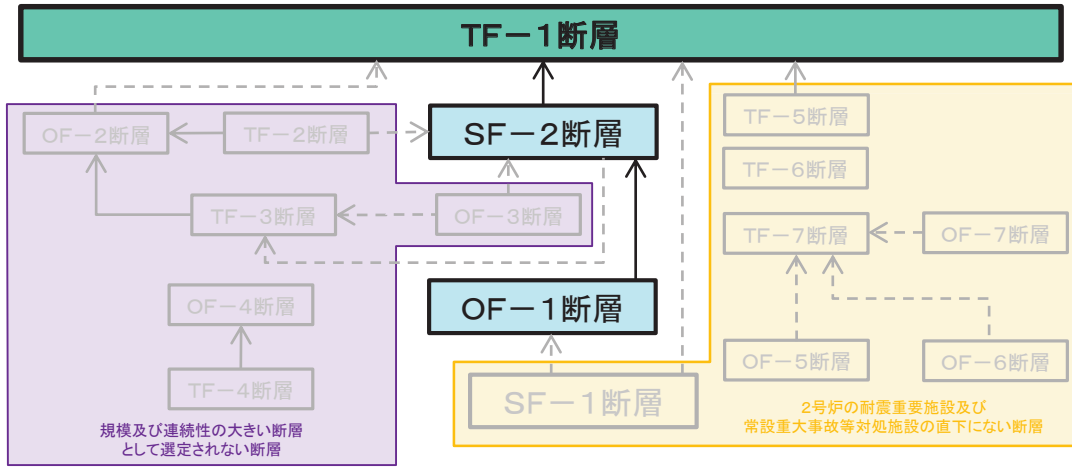 TF－1断層
OF－2断層
TF－2断層
SF－2断層
TF－5断層
TF－6断層
TF－3断層
OF－3断層
TF－7断層
OF－7断層
OF－4断層
OF－1断層
TF－4断層
SF－1断層
OF－5断層
OF－6断層
規模及び連続性の大きい断層
として選定されない断層
2号炉の耐震重要施設及び
常設重大事故等対処施設の直下にない断層